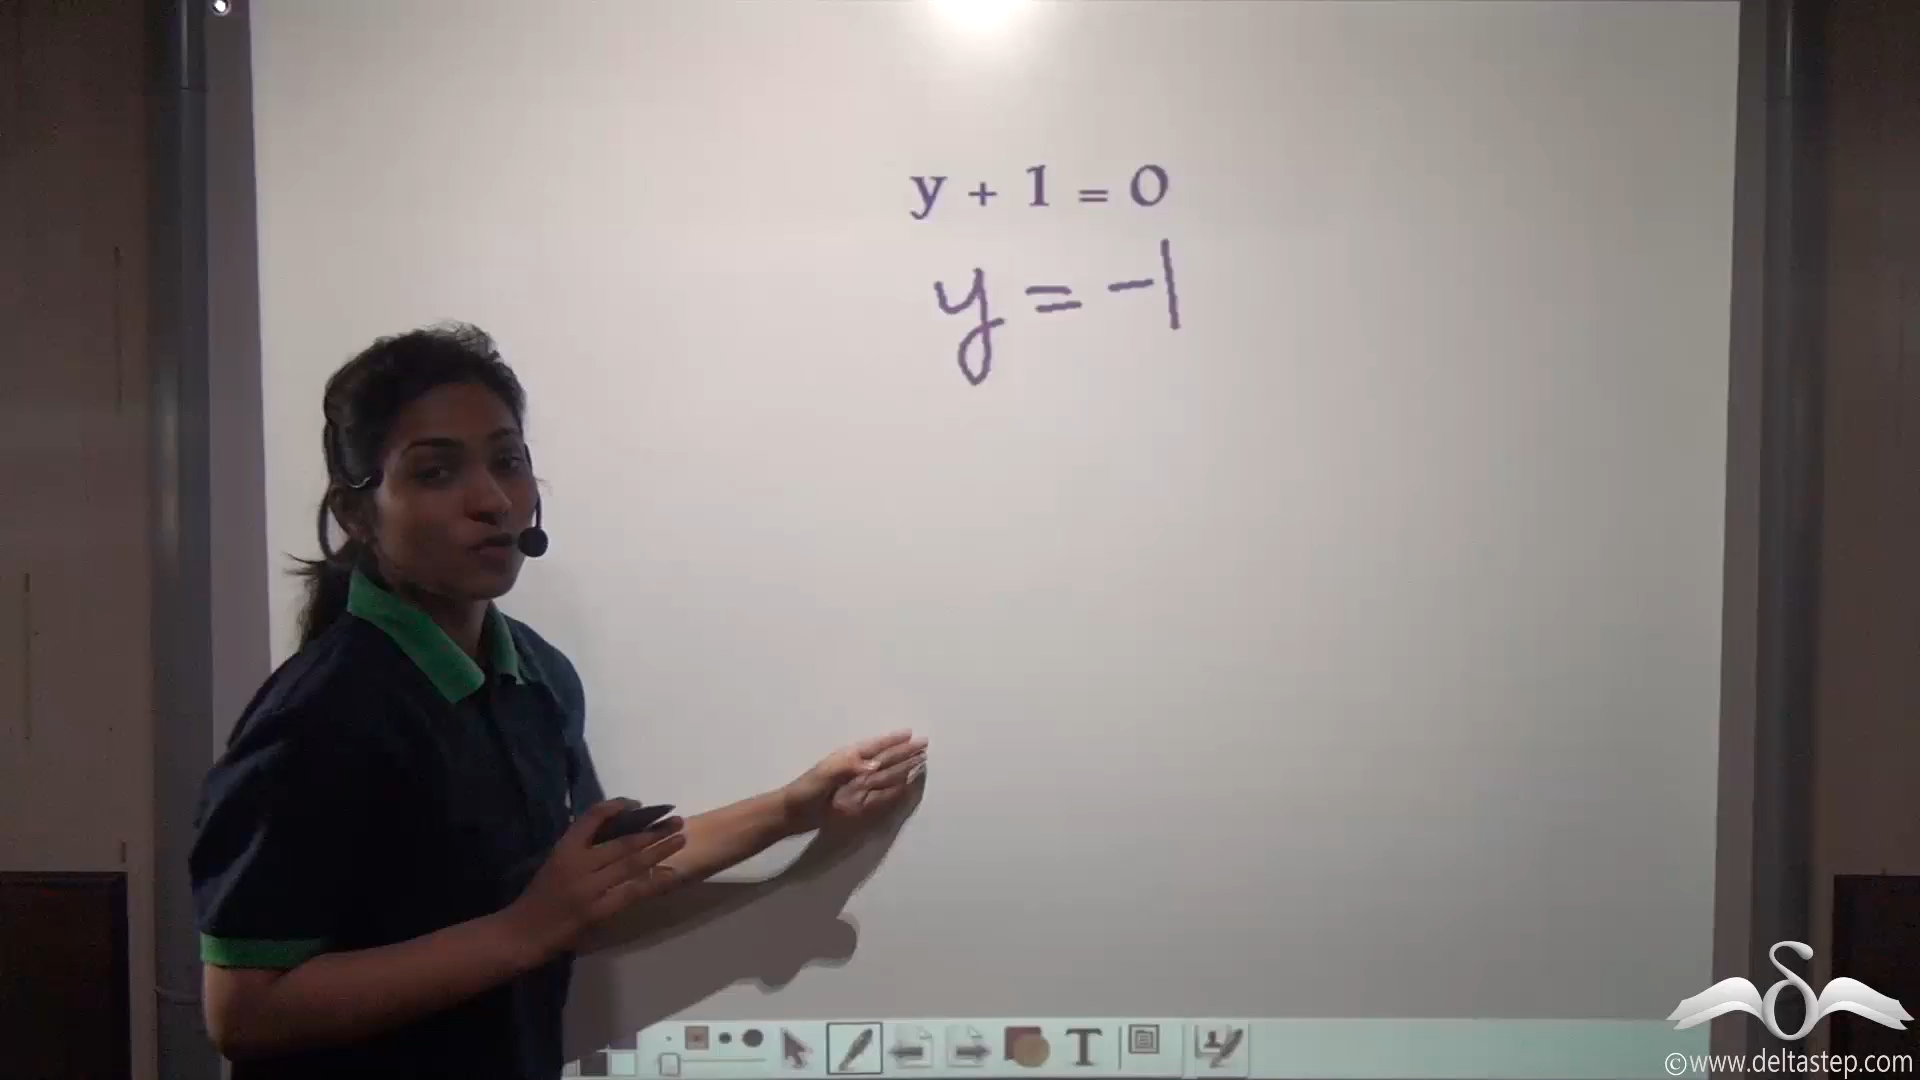 y + 1 = 0
y = -1
T
©www.deltastep.com